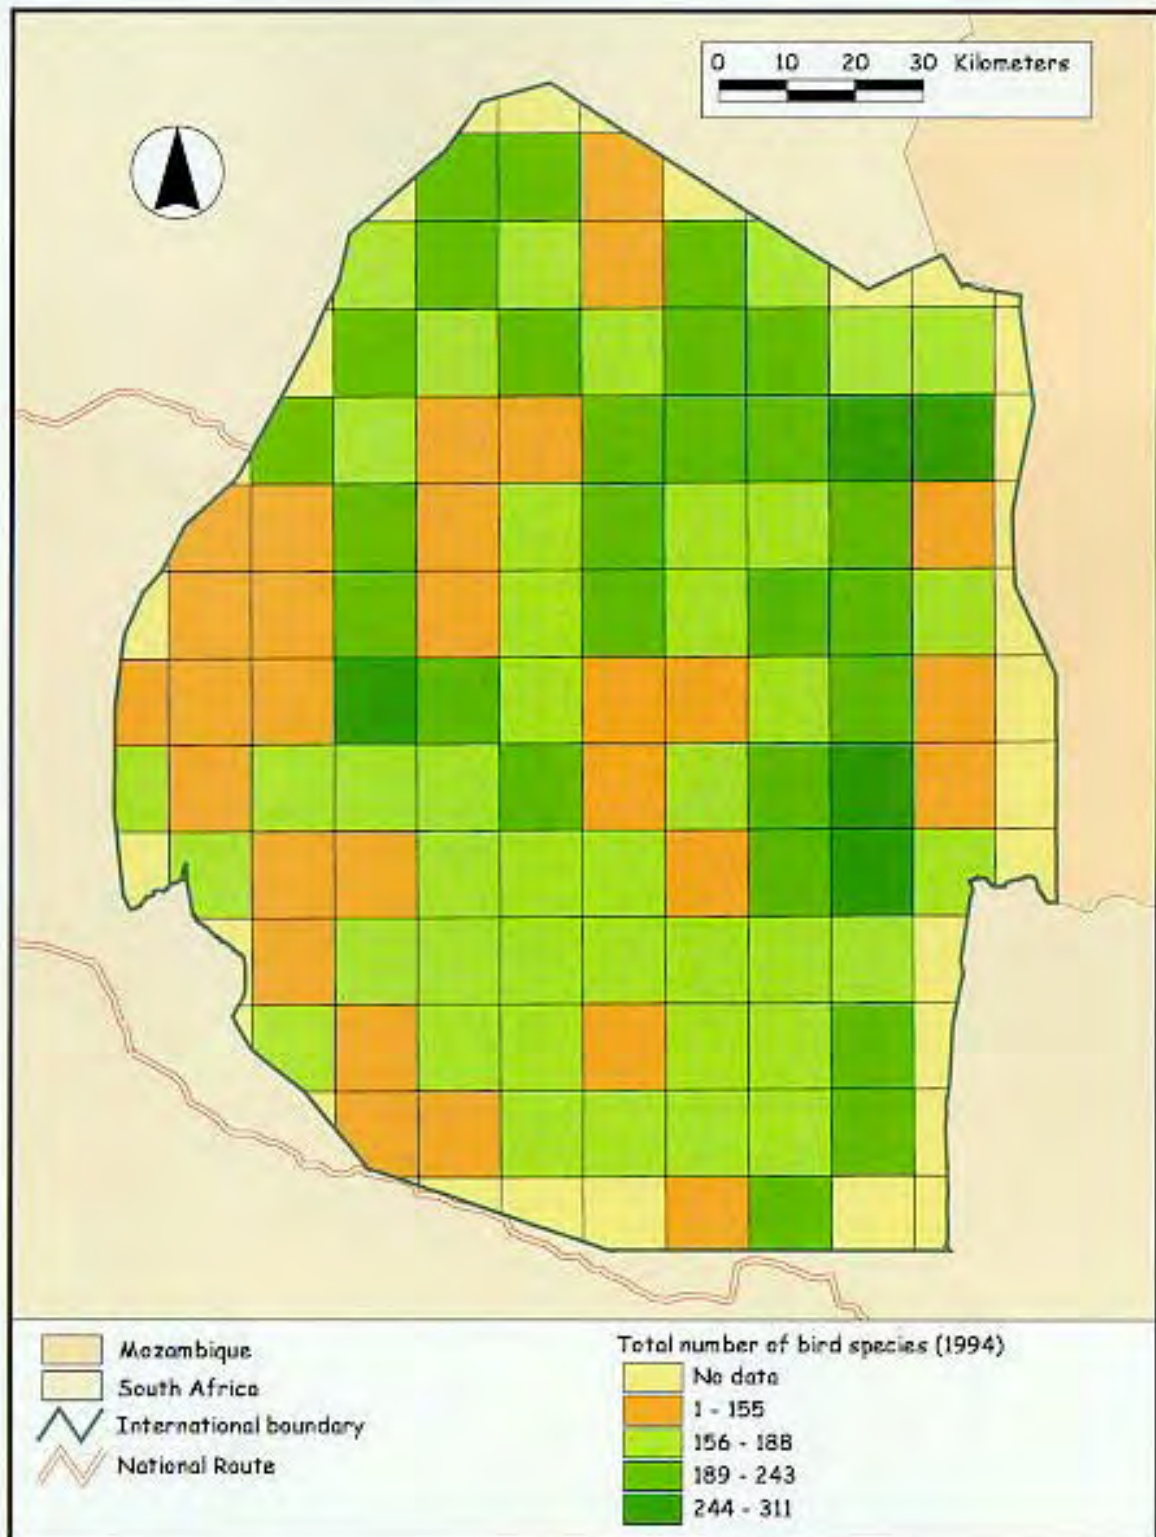 0 10 20 30 Kilometers
Mozambique
South Africa
International boundary
National Route
Total number of bird species (1994)
No data
1 - 155
156 - 188
189 - 243
244 - 311